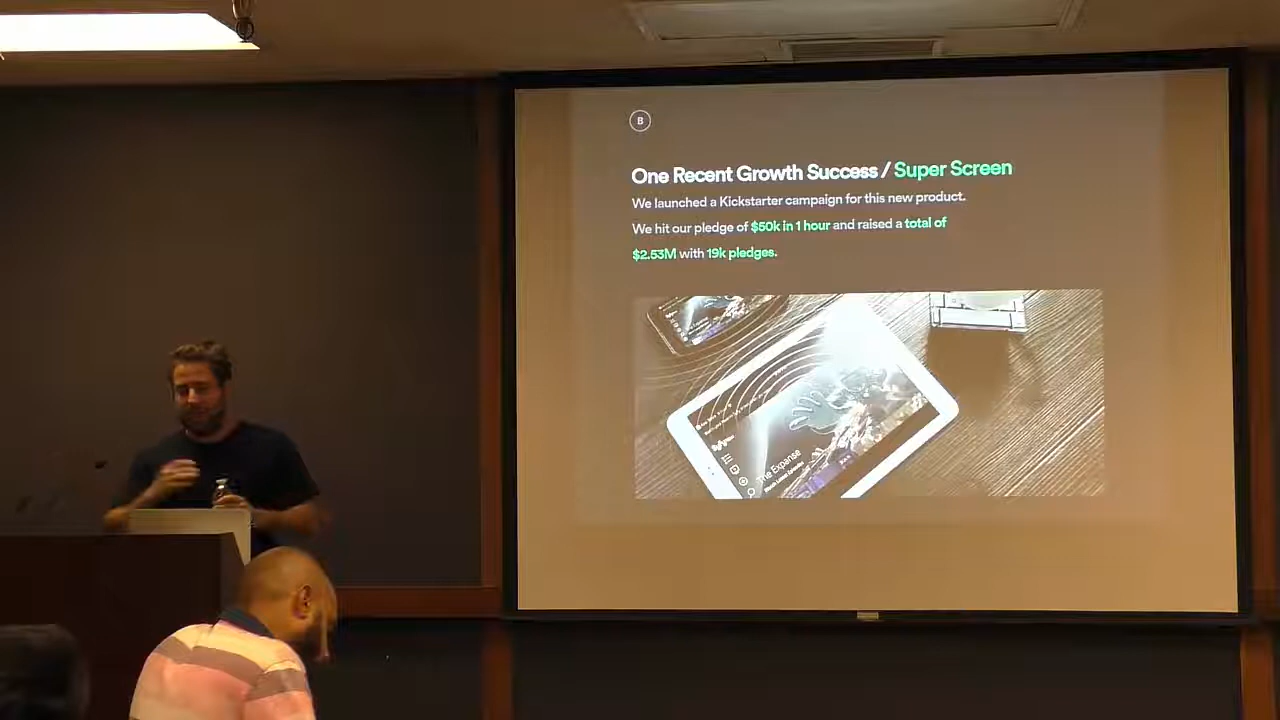 B
One Recent Growth Success / Super Screen
We launched a Kickstarter campaign for this new product.
We hit our pledge of $50k in 1 hour and raised a total of
$2.53M with 19k pledges.
The Expanse